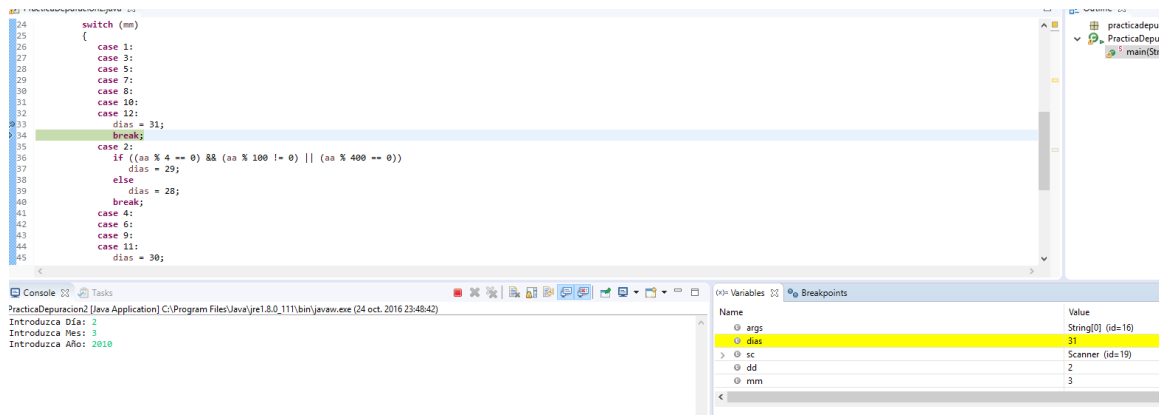 24 switch (mm)
25 {
26 case 1:
27 case 3:
28 case 5:
29 case 7:
30 case 8:
31 case 10:
32 case 12:
33 dias = 31;
34 break;
35 case 2:
36 if ((aa % 4 == 0) && (aa % 100 != 0) || (aa % 400 == 0))
37 dias = 29;
38 else
39 dias = 28;
40 break;
41 case 4:
42 case 6:
43 case 9:
44 case 11:
45 dias = 30;
practicadepu
PracticaDepu
main(Str
Console Tasks
PracticaDepuracion2 [Java Application] C:\Program Files\Java\jre1.8.0_111\bin\javaw.exe (24 oct. 2016 23:48:42)
Introduzca Día: 2
Introduzca Mes: 3
Introduzca Año: 2010
(x)= Variables Breakpoints
Name Value
args String[0] (id=16)
dias 31
sc Scanner (id=19)
dd 2
mm 3